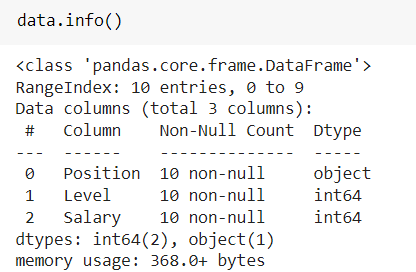 data.info()
<class 'pandas.core.frame.DataFrame'>
RangeIndex: 10 entries, 0 to 9
Data columns (total 3 columns):
 #   Column    Non-Null Count  Dtype
---  ------    --------------  -----
 0   Position  10 non-null     object
 1   Level     10 non-null     int64
 2   Salary    10 non-null     int64
dtypes: int64(2), object(1)
memory usage: 368.0+ bytes